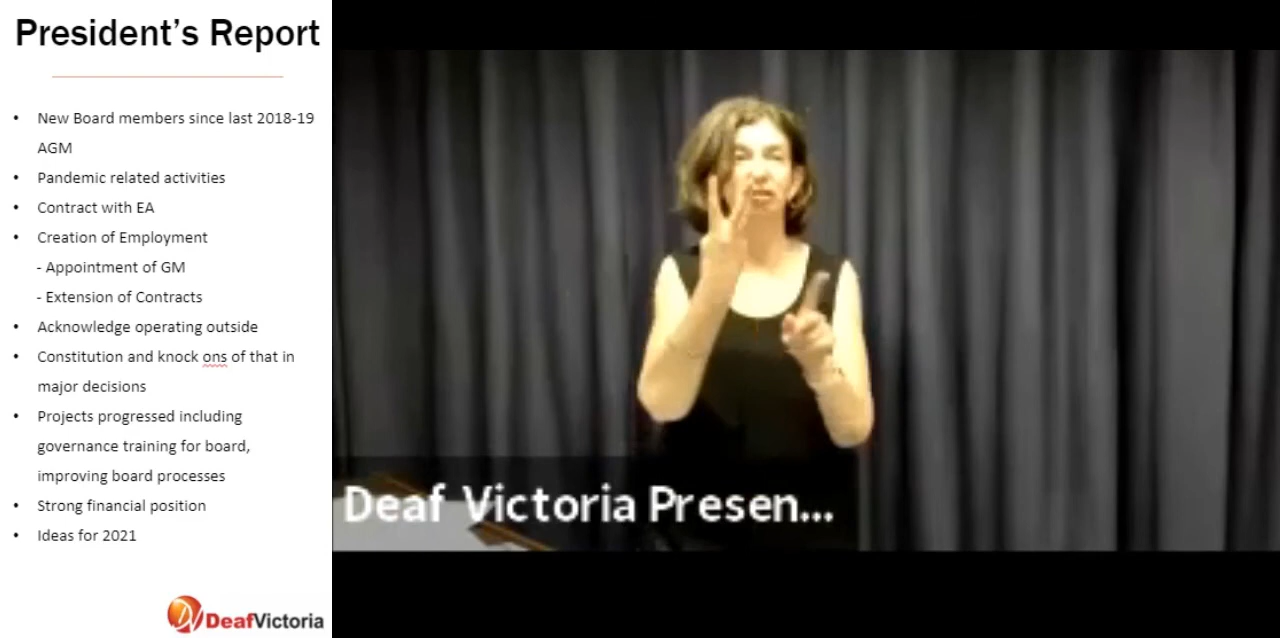 President's Report
• New Board members since last 2018-19
AGM
• Pandemic related activities
• Contract with EA
• Creation of Employment
- Appointment of GM
- Extension of Contracts
• Acknowledge operating outside
• Constitution and knock ons of that in
major decisions
• Projects progressed including
governance training for board,
improving board processes
• Strong financial position
• Ideas for 2021
DeafVictoria
Deaf Victoria Presen...